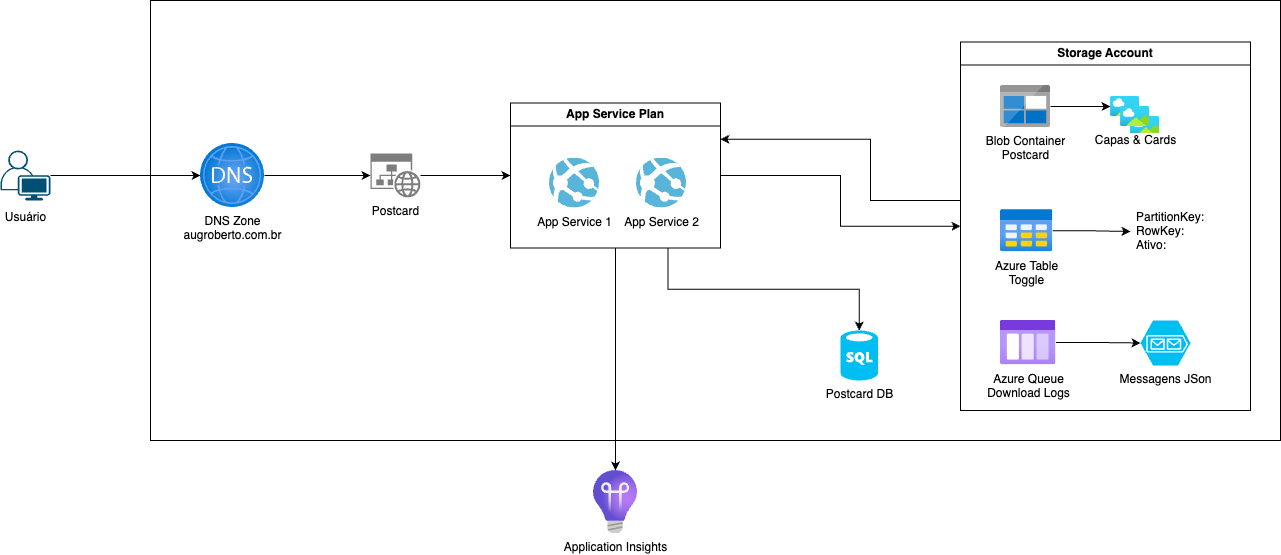 Usuário
DNS
DNS Zone
augroberto.com.br
Postcard
App Service Plan
App Service 1
App Service 2
Storage Account
Blob Container
Postcard
Capas & Cards
Azure Table
Toggle
PartitionKey:
RowKey:
Ativo:
Azure Queue
Download Logs
Messagens JSon
SQL
Postcard DB
Application Insights